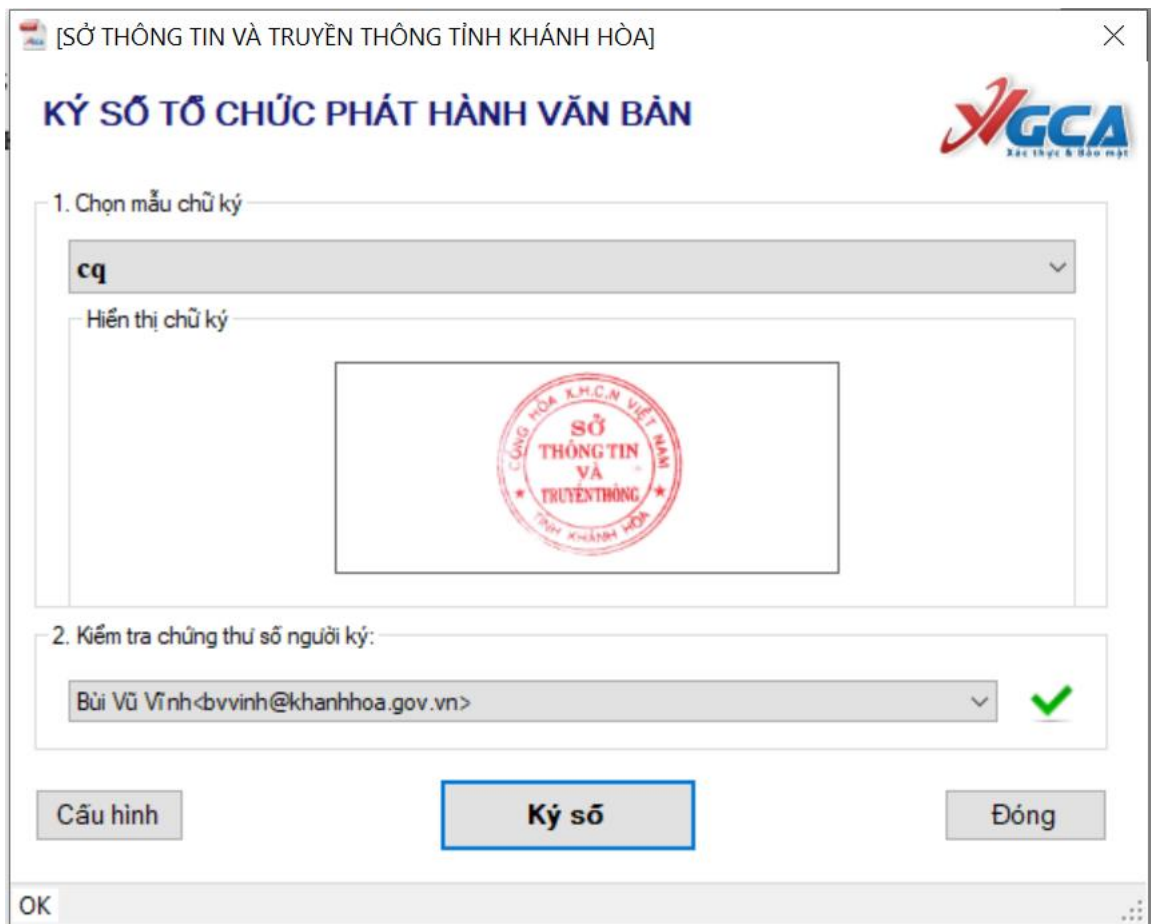 [SỞ THÔNG TIN VÀ TRUYỀN THÔNG TỈNH KHÁNH HÒA]
KÝ SỐ TỔ CHỨC PHÁT HÀNH VĂN BẢN
VGCA
Xác thực & Bảo mật
1. Chọn mẫu chữ ký
cq
Hiển thị chữ ký
CỘNG HÒA X.H.C.N VIỆT NAM
SỞ
THÔNG TIN
VÀ
TRUYỀN THÔNG
TỈNH KHÁNH HÒA
2. Kiểm tra chứng thư số người ký:
Bùi Vũ Vĩnh<bvvinh@khanhhoa.gov.vn>
Cấu hình
Ký số
Đóng
OK